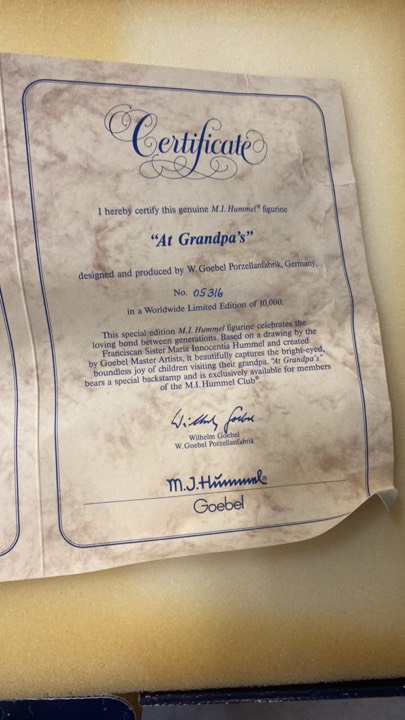 Certificate
I hereby certify this genuine M.I. Hummel® figurine
“At Grandpa’s”
designed and produced by W. Goebel Porzellanfabrik, Germany.
No. 05316
in a Worldwide Limited Edition of 10,000.
This special edition M.I. Hummel figurine celebrates the
loving bond between generations. Based on a drawing by the
Franciscan Sister Maria Innocentia Hummel and created
by Goebel Master Artists, it beautifully captures the bright-eyed,
boundless joy of children visiting their grandpa. “At Grandpa’s”
bears a special backstamp and is exclusively available for members
of the M.I. Hummel Club®
Wilhelm Goebel
Wilhelm Goebel
W. Goebel Porzellanfabrik
M.J. Hummel
Goebel